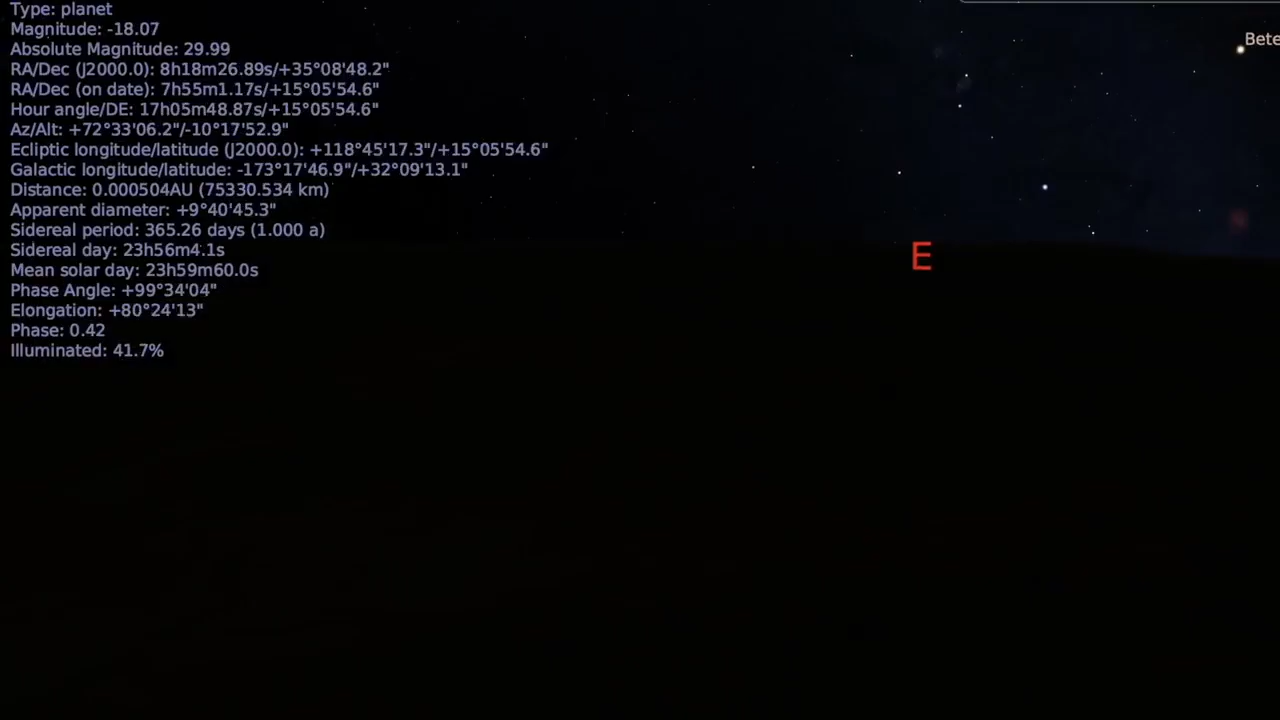 Type: planet
Magnitude: -18.07
Absolute Magnitude: 29.99
RA/Dec (J2000.0): 8h18m26.89s/+35°08'48.2"
RA/Dec (on date): 7h55m1.17s/+15°05'54.6"
Hour angle/DE: 17h05m48.87s/+15°05'54.6"
Az/Alt: +72°33'06.2"/-10°17'52.9"
Ecliptic longitude/latitude (J2000.0): +118°45'17.3"/+15°05'54.6"
Galactic longitude/latitude: -173°17'46.9"/+32°09'13.1"
Distance: 0.000504AU (75330.534 km)
Apparent diameter: +9°40'45.3"
Sidereal period: 365.26 days (1.000 a)
Sidereal day: 23h56m4.1s
Mean solar day: 23h59m60.0s
Phase Angle: +99°34'04"
Elongation: +80°24'13"
Phase: 0.42
Illuminated: 41.7%
Bete
E